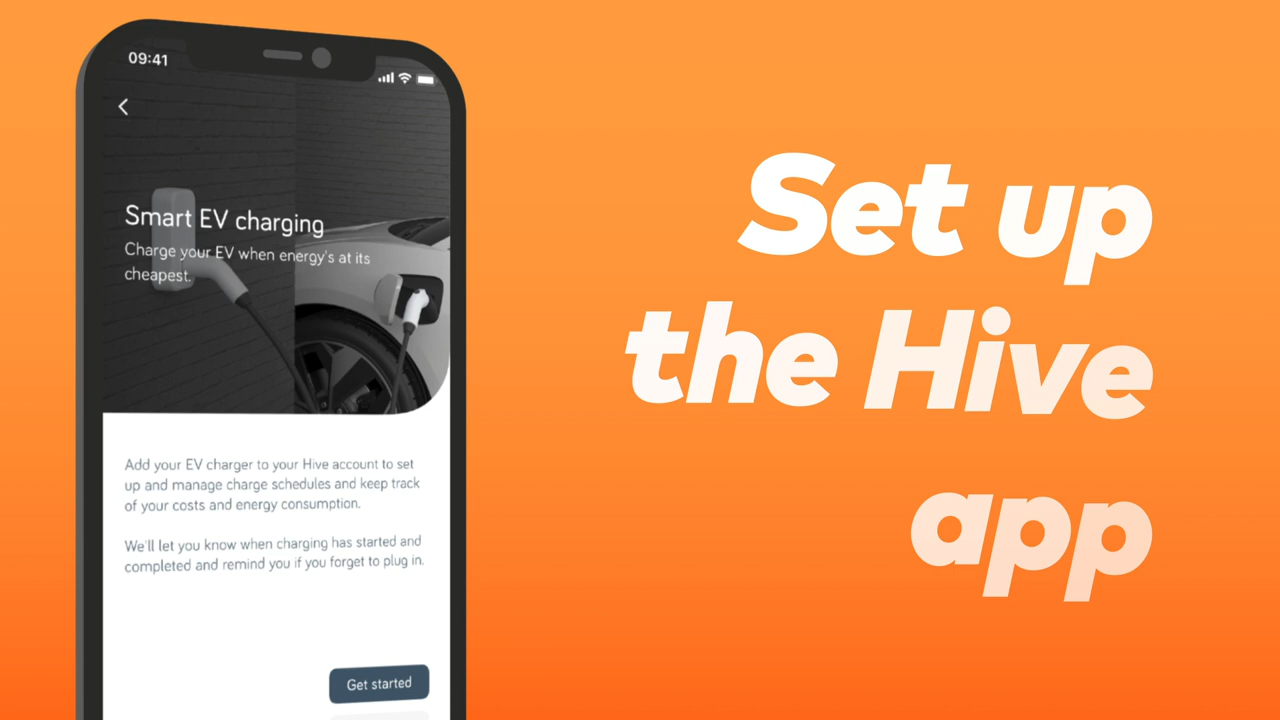 09:41
Smart EV charging
Charge your EV when energy's at its
cheapest.
Add your EV charger to your Hive account to set
up and manage charge schedules and keep track
of your costs and energy consumption.
We'll let you know when charging has started and
completed and remind you if you forget to plug in.
Get started
Set up
the Hive
app